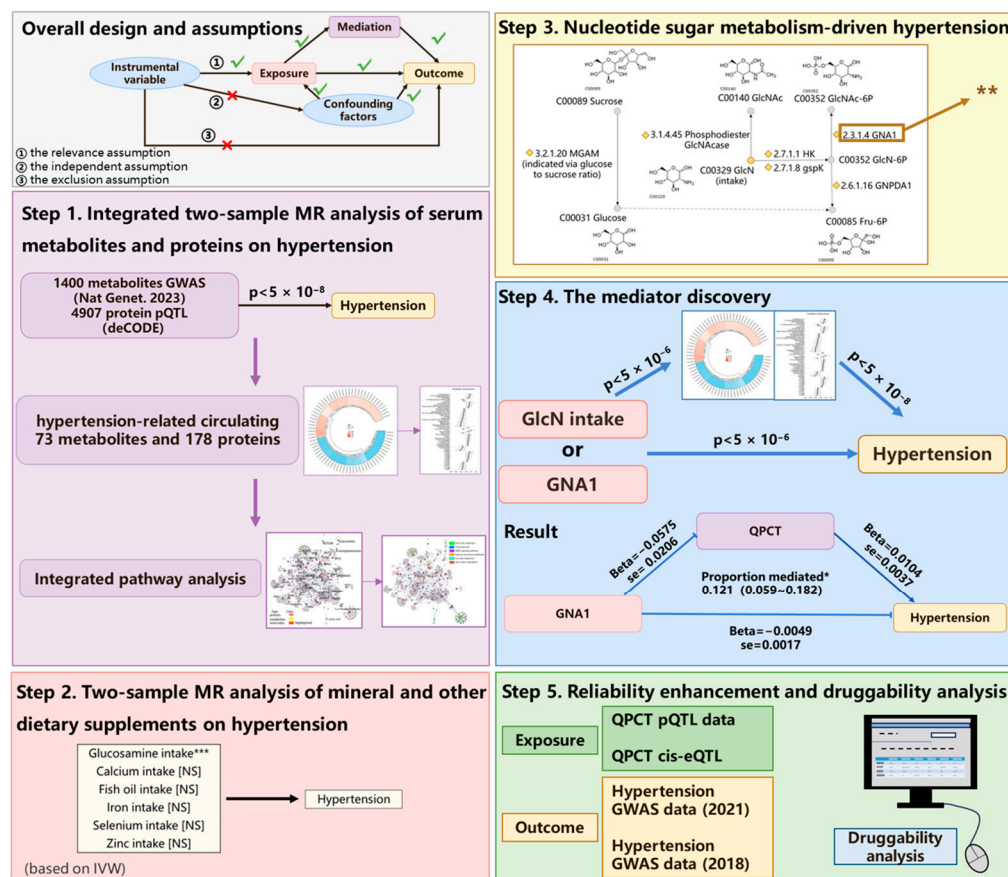 Overall design and assumptions
Mediation
Instrumental
variable
①
Exposure
Outcome
②
Confounding
factors
③
① the relevance assumption
② the independent assumption
③ the exclusion assumption
Step 1. Integrated two-sample MR analysis of serum
metabolites and proteins on hypertension
1400 metabolites GWAS
(Nat Genet. 2023)
4907 protein pQTL
(deCODE)
p<5 × 10⁻⁸
Hypertension
hypertension-related circulating
73 metabolites and 178 proteins
Integrated pathway analysis
Step 2. Two-sample MR analysis of mineral and other
dietary supplements on hypertension
Glucosamine intake***
Calcium intake [NS]
Fish oil intake [NS]
Iron intake [NS]
Selenium intake [NS]
Zinc intake [NS]
Hypertension
(based on IVW)
Step 3. Nucleotide sugar metabolism-driven hypertension
C00089
C00140
C00352
C00089 Sucrose
C00140 GlcNAc
C00352 GlcNAc-6P
**
3.2.1.20 MGAM
(indicated via glucose
to sucrose ratio)
3.1.4.45 Phosphodiester
GlcNAcase
2.3.1.4 GNA1
2.7.1.1 HK
2.7.1.8 gspK
C00329 GlcN
(intake)
C00329
C00352 GlcN-6P
2.6.1.16 GNPDA1
C00031 Glucose
C00085 Fru-6P
C00031
C00085
Step 4. The mediator discovery
p<5 × 10⁻⁶
p<5 × 10⁻⁸
GlcN intake
or
GNA1
p<5 × 10⁻⁶
Hypertension
Result
QPCT
Beta=−0.0575
se= 0.0206
Beta=0.0104
se=0.0037
Proportion mediated*
0.121 (0.059~0.182)
GNA1
Hypertension
Beta=−0.0049
se=0.0017
Step 5. Reliability enhancement and druggability analysis
Exposure
QPCT pQTL data
QPCT cis-eQTL
Outcome
Hypertension
GWAS data (2021)
Hypertension
GWAS data (2018)
Druggability
analysis